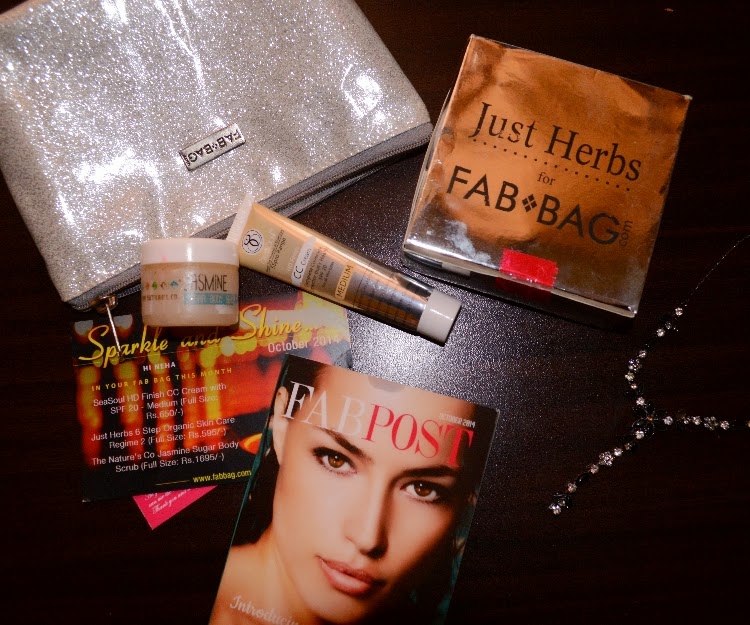 FAB BAG
Just Herbs
for
FAB BAG
.com
JASMINE
CC Cream
MEDIUM
Sparkle and Shine
October 2014
HI NEHA
IN YOUR FAB BAG THIS MONTH
SeaSoul HD Finish CC Cream with
SPF 20 - Medium (Full Size:
Rs.650/-)
Just Herbs 6 Step Organic Skin Care
Regime 2 (Full Size: Rs.595/-)
The Nature's Co Jasmine Sugar Body
Scrub (Full Size: Rs.1695/-)
www.fabbag.com
FABPOST
OCTOBER 2014
Introducin